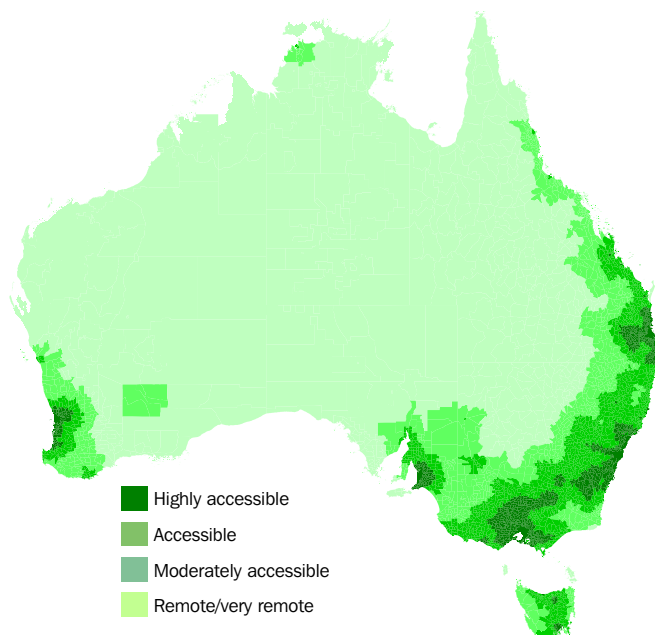 Highly accessible
Accessible
Moderately accessible
Remote/very remote